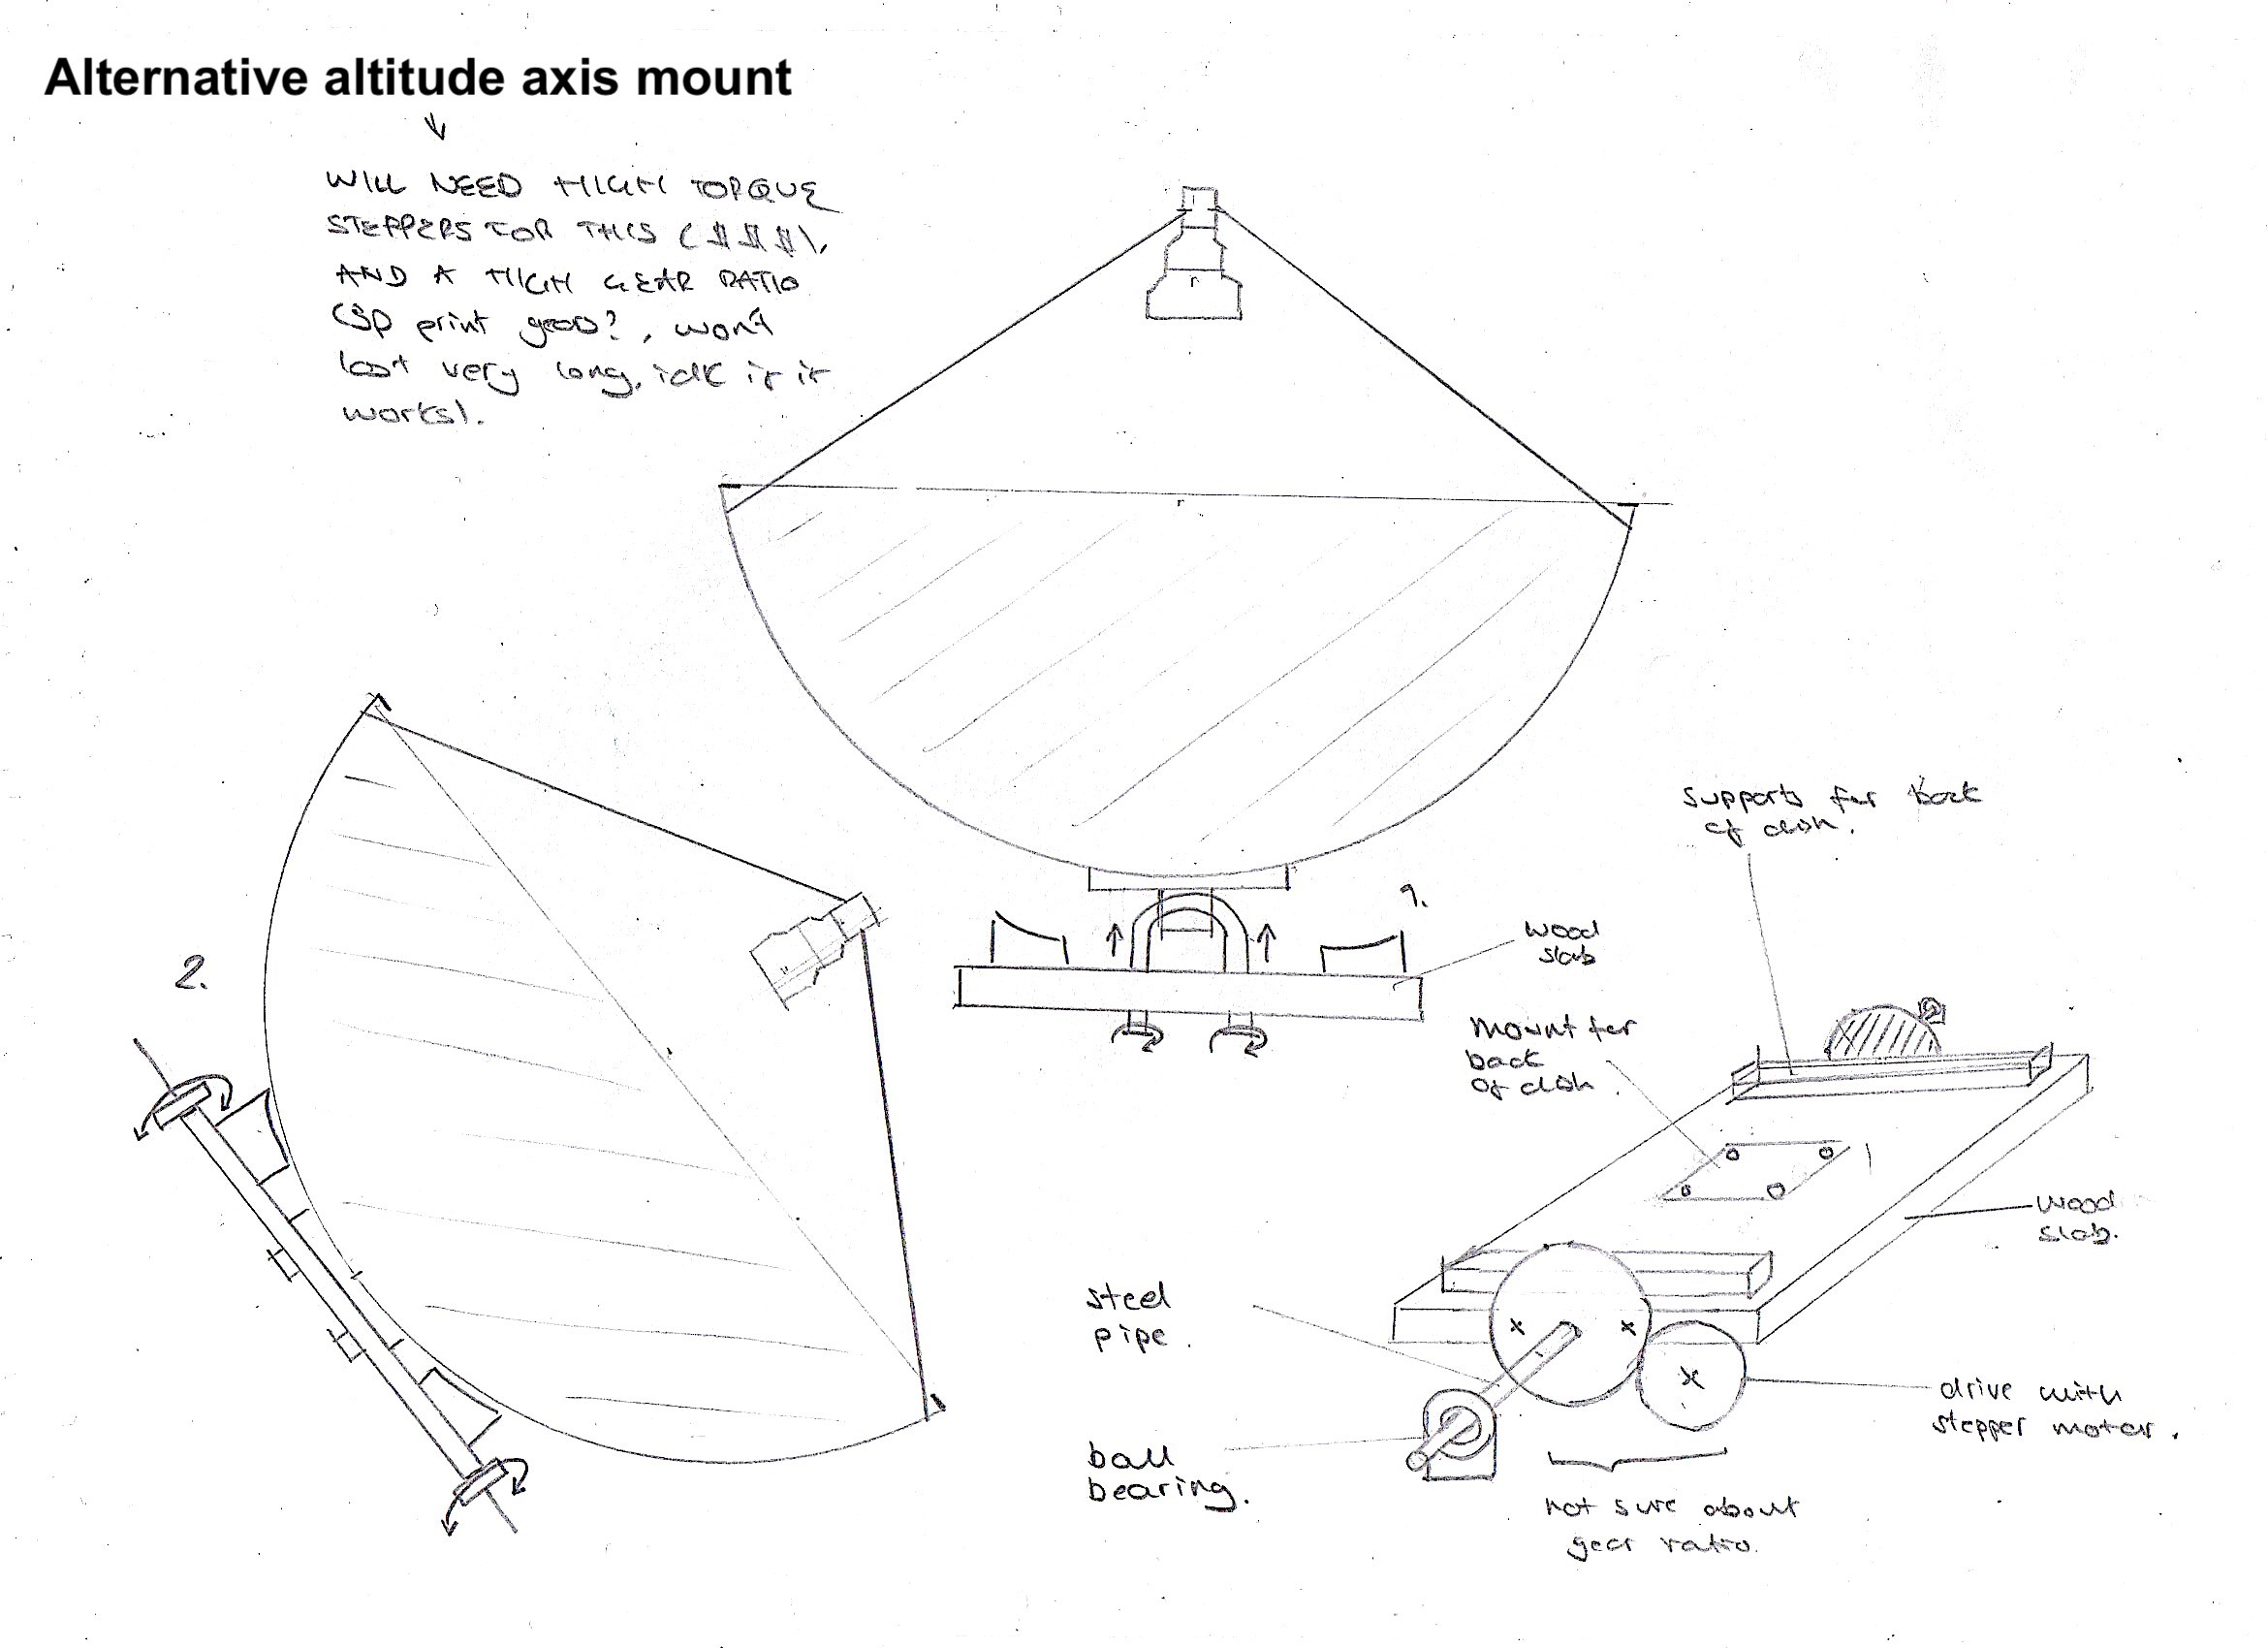 Alternative altitude axis mount
WILL NEED HIGH TORQUE
STEPPERS FOR THIS ($$$),
AND A HIGH GEAR RATIO
(3D print good?, won't
last very long, idk if it
works).
r
r
supports for back
of dish.
1.
wood
slab
2.
mount for
back
of dish.
wood
slab.
steel
pipe.
drive with
stepper motor.
ball
bearing.
not sure about
gear ratio.